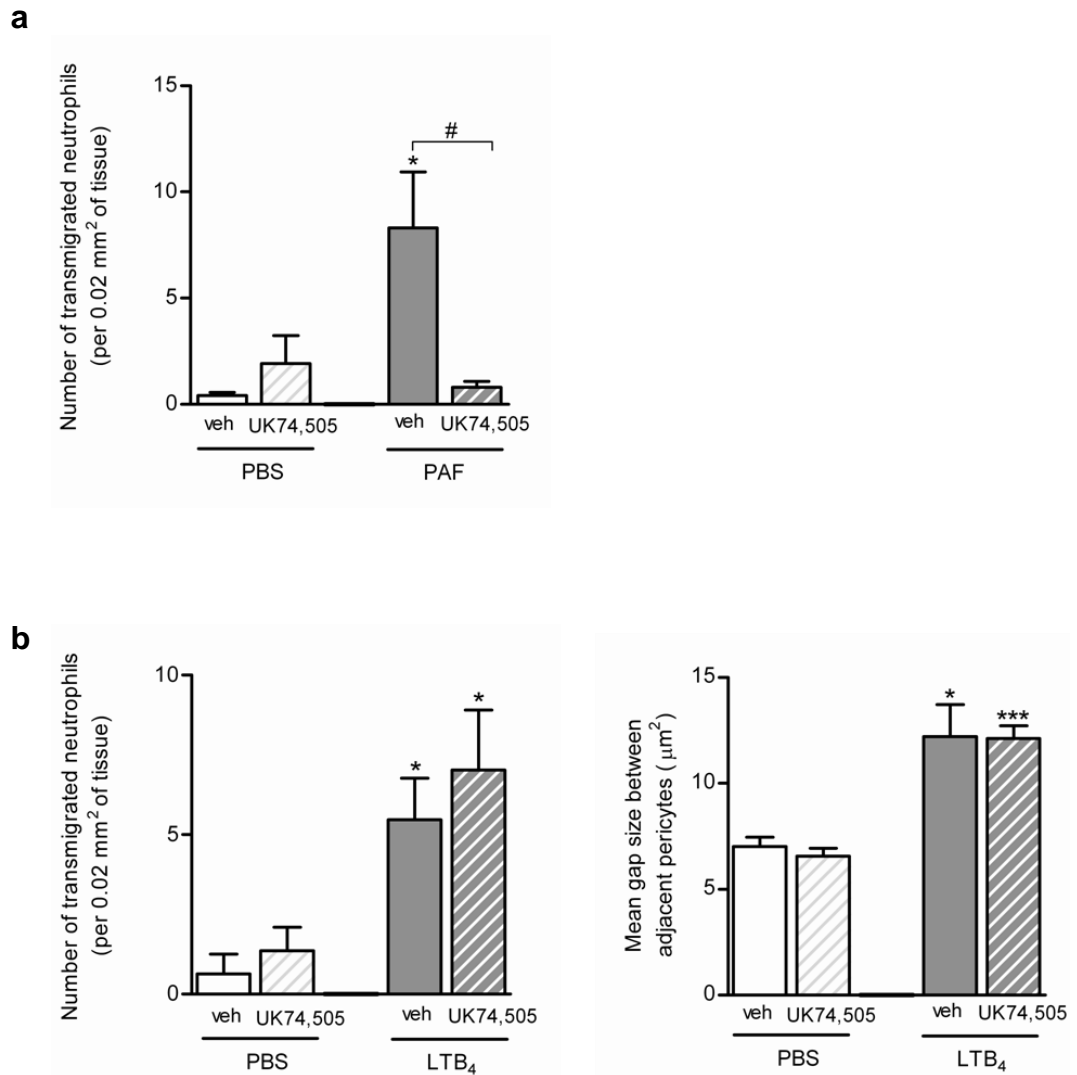 a
Number of transmigrated neutrophils
(per 0.02 mm² of tissue)
15
10
5
0
#
*
veh UK74,505 veh UK74,505
PBS PAF
b
Number of transmigrated neutrophils
(per 0.02 mm² of tissue)
10
5
0
*
*
veh UK74,505 veh UK74,505
PBS LTB₄
Mean gap size between
adjacent pericytes ( μm²)
15
10
5
0
*
***
veh UK74,505 veh UK74,505
PBS LTB₄